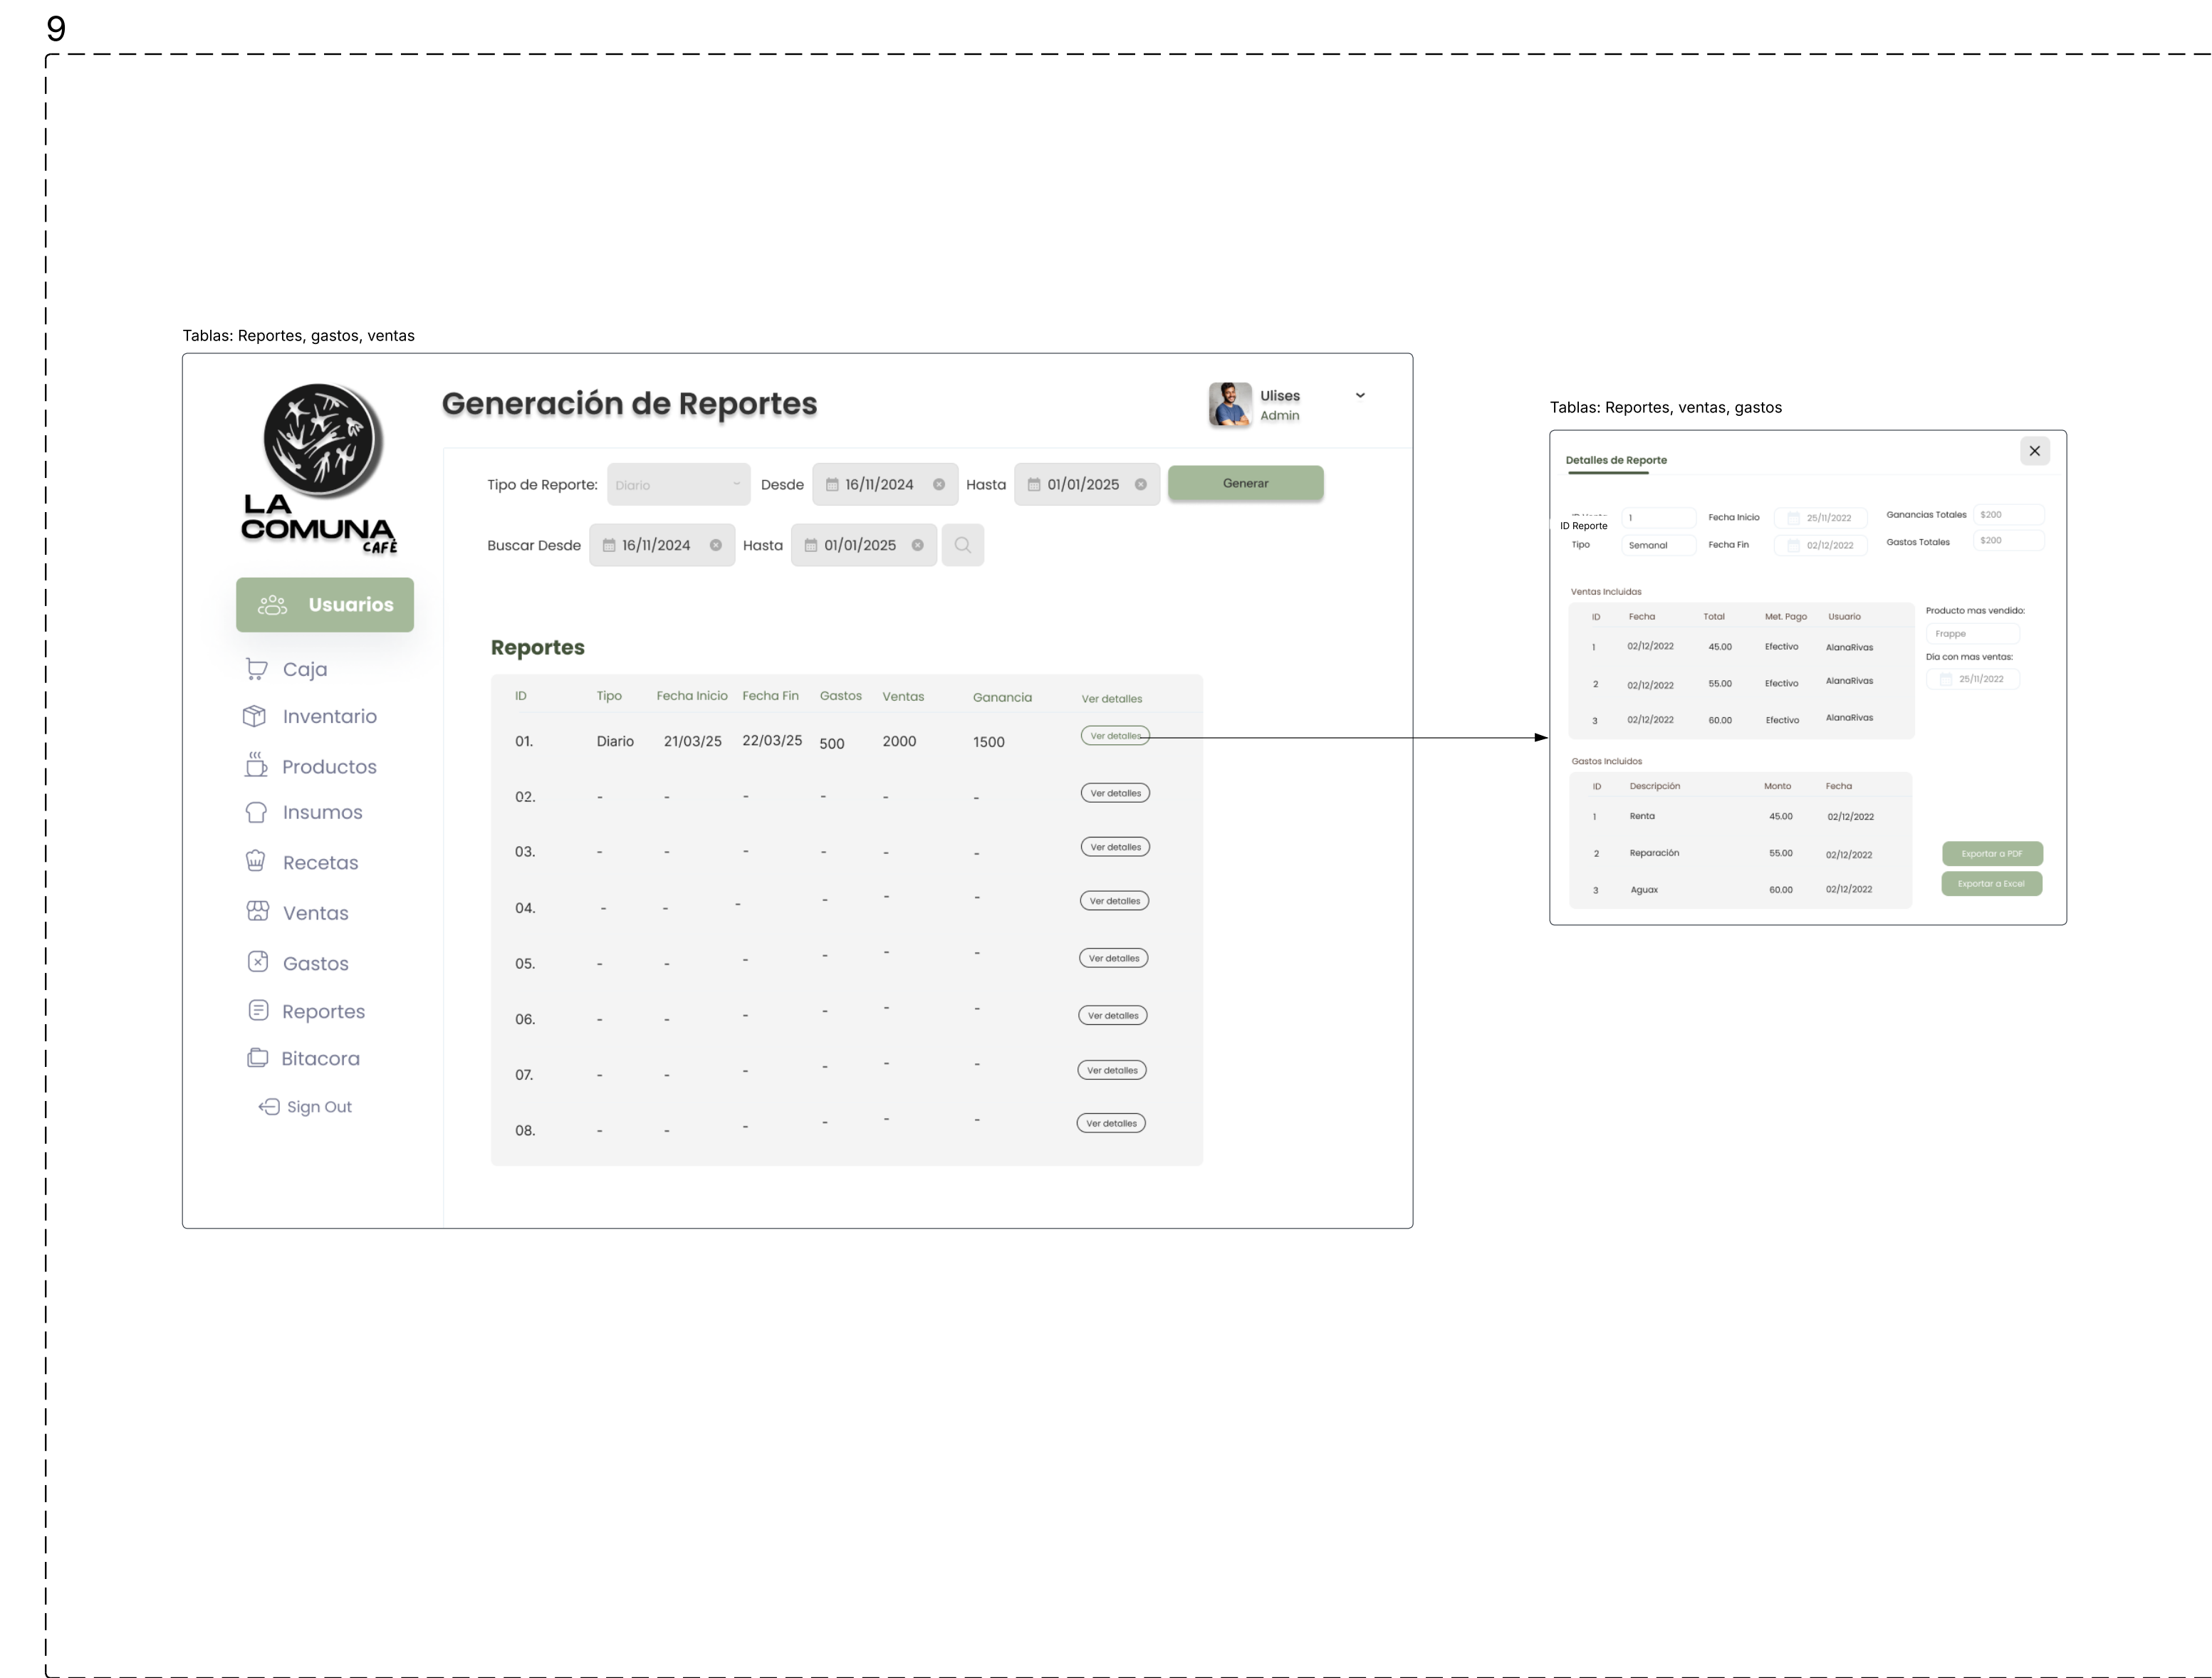 9
Tablas: Reportes, gastos, ventas
LA
COMUNA
CAFÈ
Generación de Reportes
Ulises
Admin
Tipo de Reporte: Diario Desde 16/11/2024 Hasta 01/01/2025 Generar
Buscar Desde 16/11/2024 Hasta 01/01/2025
Usuarios
Caja
Inventario
Productos
Insumos
Recetas
Ventas
Gastos
Reportes
Bitacora
Sign Out
Reportes
ID Tipo Fecha Inicio Fecha Fin Gastos Ventas Ganancia Ver detalles
01. Diario 21/03/25 22/03/25 500 2000 1500 Ver detalles
02. - - - - - - Ver detalles
03. - - - - - - Ver detalles
04. - - - - - - Ver detalles
05. - - - - - - Ver detalles
06. - - - - - - Ver detalles
07. - - - - - - Ver detalles
08. - - - - - - Ver detalles
Tablas: Reportes, ventas, gastos
Detalles de Reporte
ID Reporte 1 Fecha Inicio 25/11/2022 Ganancias Totales $200
Tipo Semanal Fecha Fin 02/12/2022 Gastos Totales $200
Ventas Incluidas
ID Fecha Total Met. Pago Usuario
1 02/12/2022 45.00 Efectivo AlanaRivas
2 02/12/2022 55.00 Efectivo AlanaRivas
3 02/12/2022 60.00 Efectivo AlanaRivas
Producto mas vendido:
Frappe
Día con mas ventas:
25/11/2022
Gastos Incluidos
ID Descripción Monto Fecha
1 Renta 45.00 02/12/2022
2 Reparación 55.00 02/12/2022
3 Aguax 60.00 02/12/2022
Exportar a PDF
Exportar a Excel